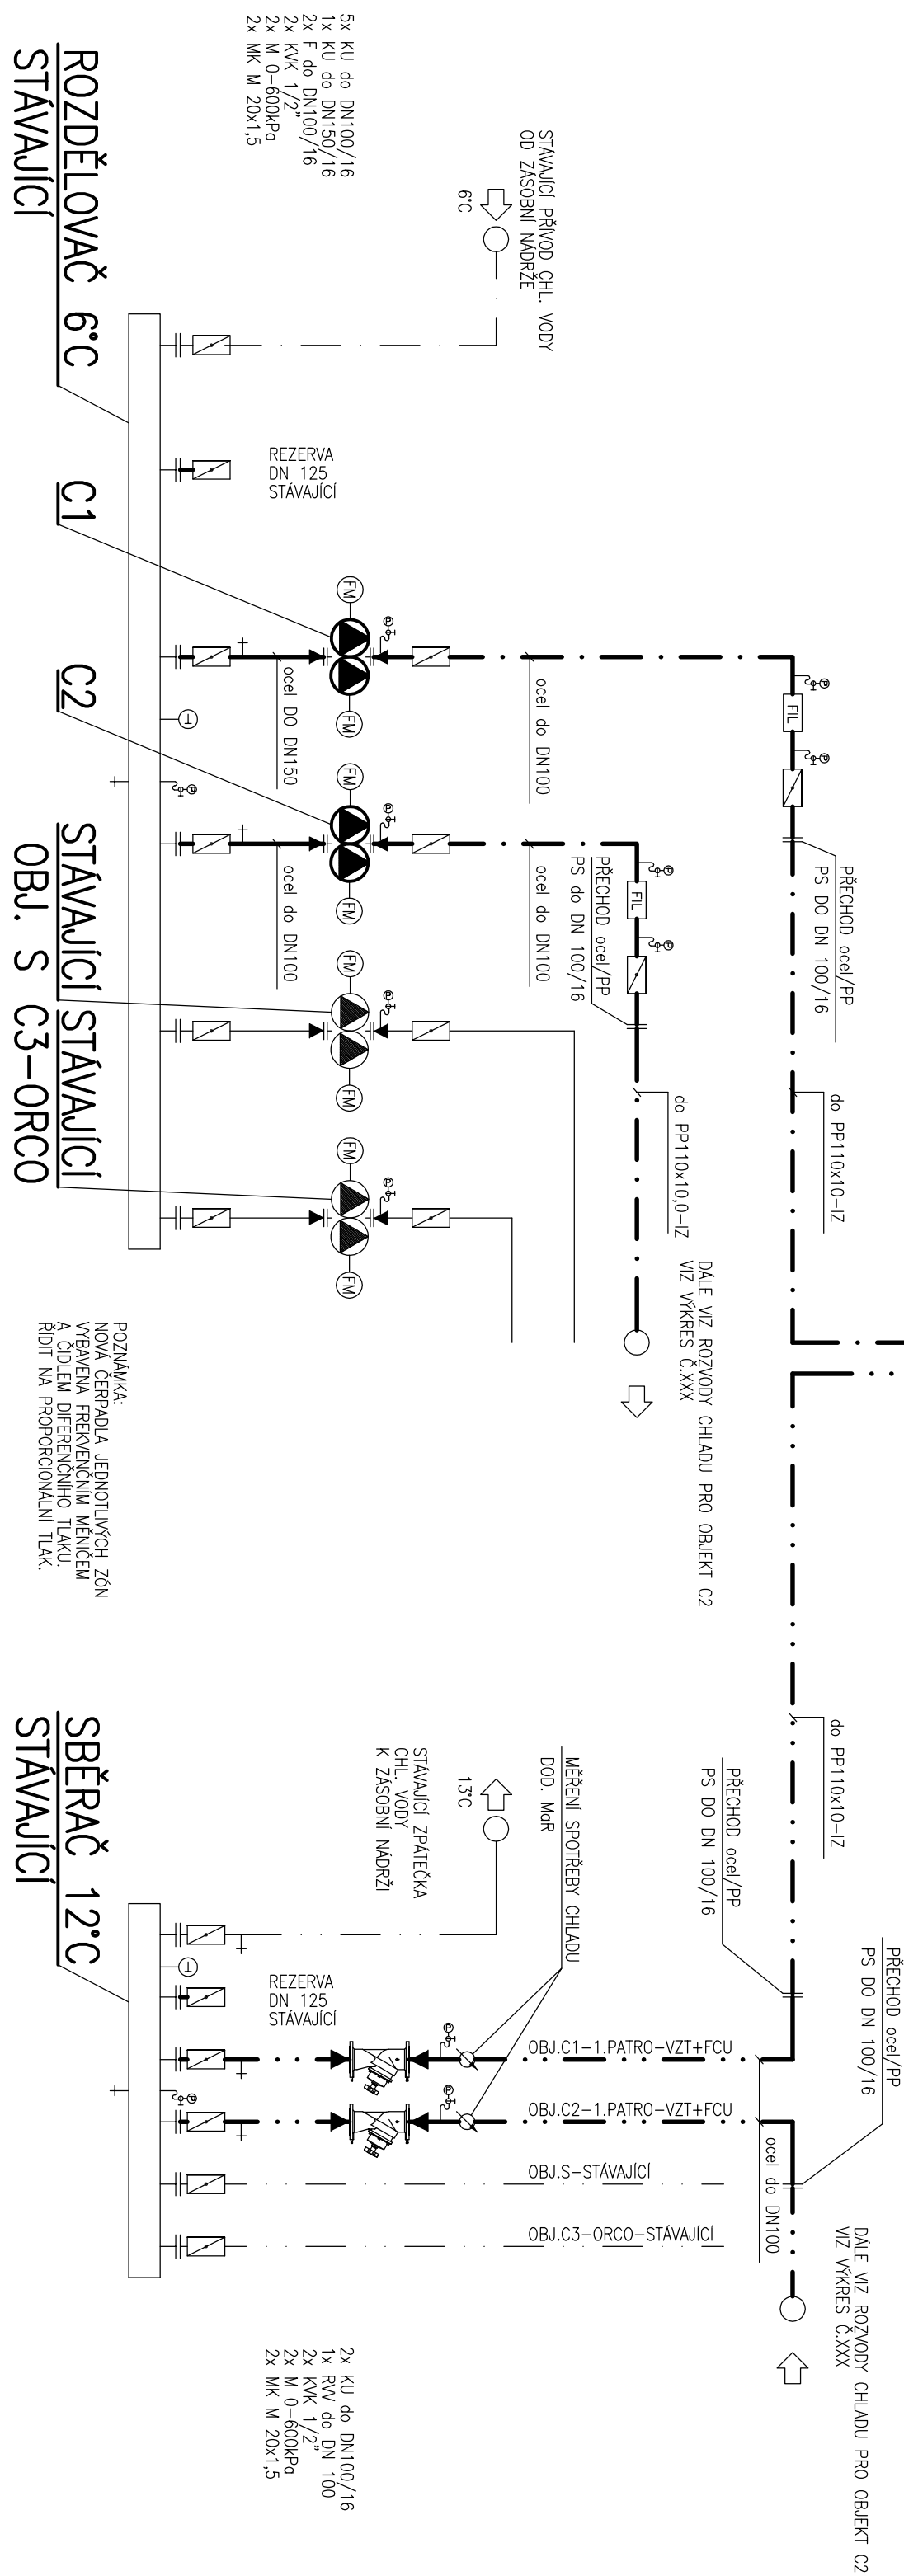 5x KU do DN100/16
1x KU do DN150/16
2x F do DN100/16
2x KVK 1/2"
2x M 0-600kPa
2x MK M 20x1,5
STÁVAJÍCÍ PŘÍVOD CHL. VODY
OD ZÁSOBNÍ NÁDRŽE
6°C
ROZDĚLOVAČ 6°C
STÁVAJÍCÍ
REZERVA
DN 125
STÁVAJÍCÍ
C1
C2
STÁVAJÍCÍ
OBJ. S
STÁVAJÍCÍ
C3-ORCO
FM
FM
FM
FM
FM
FM
FM
FM
T
P
P
P
P
P
P
P
P
P
ocel DO DN150
ocel do DN100
ocel do DN100
ocel do DN100
FIL
FIL
PŘECHOD ocel/PP
PS DO DN 100/16
PŘECHOD ocel/PP
PS do DN 100/16
do PP110x10-IZ
do PP110x10,0-IZ
DÁLE VIZ ROZVODY CHLADU PRO OBJEKT C2
VIZ VÝKRES Č.XXX
POZNÁMKA:
NOVÁ ČERPADLA JEDNOTLIVÝCH ZÓN
VYBAVENA FREKVENČNÍM MĚNIČEM
A ČIDLEM DIFERENČNÍHO TLAKU.
ŘÍDIT NA PROPORCIONÁLNÍ TLAK.
do PP110x10-IZ
PŘECHOD ocel/PP
PS DO DN 100/16
PŘECHOD ocel/PP
PS DO DN 100/16
MĚŘENÍ SPOTŘEBY CHLADU
DOD. MaR
STÁVAJÍCÍ ZPÁTEČKA
CHL. VODY
K ZÁSOBNÍ NÁDRŽI
13°C
SBĚRAČ 12°C
STÁVAJÍCÍ
REZERVA
DN 125
STÁVAJÍCÍ
T
P
P
P
OBJ.C1-1.PATRO-VZT+FCU
OBJ.C2-1.PATRO-VZT+FCU
OBJ.S-STÁVAJÍCÍ
OBJ.C3-ORCO-STÁVAJÍCÍ
ocel do DN100
DÁLE VIZ ROZVODY CHLADU PRO OBJEKT C2
VIZ VÝKRES Č.XXX
2x KU do DN100/16
1x RVV do DN 100
2x KVK 1/2"
2x M 0-600kPa
2x MK M 20x1,5